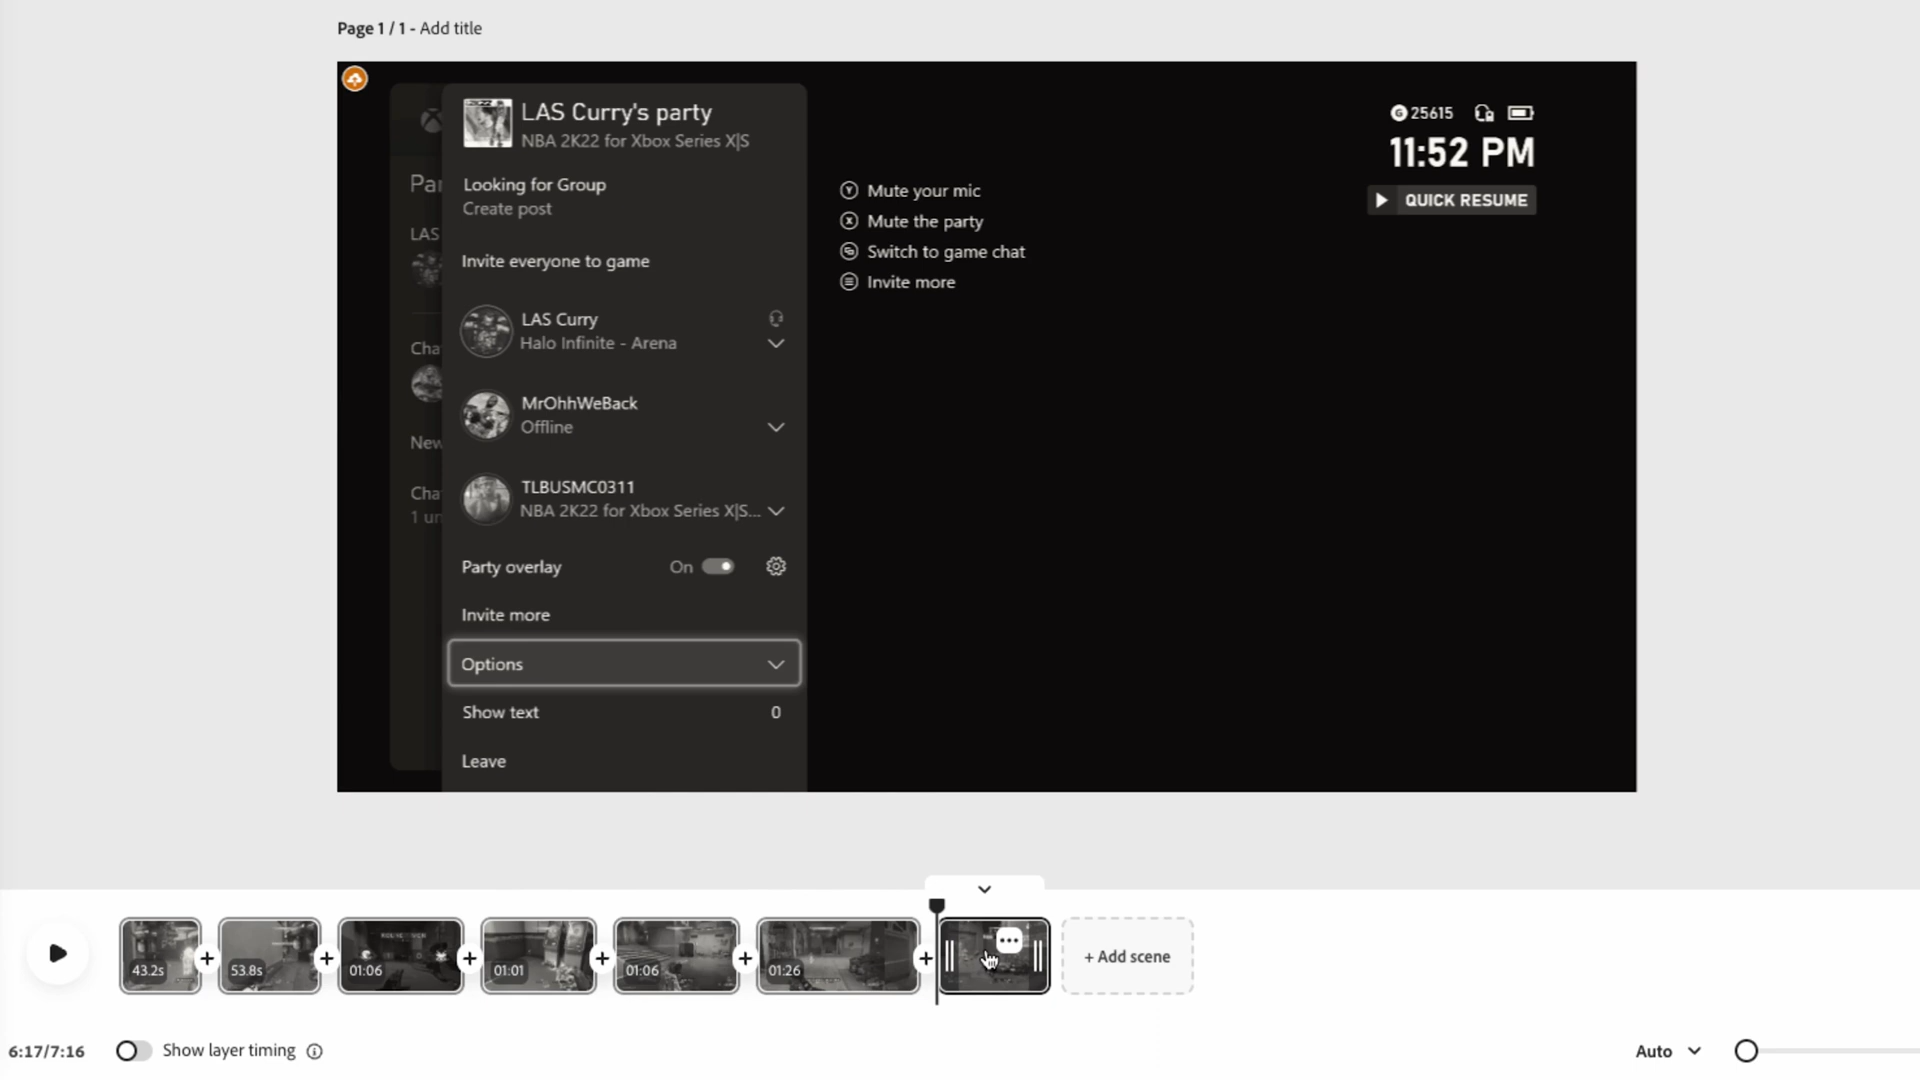 Page 1 / 1 - Add title
LAS Curry's party
NBA 2K22 for Xbox Series X|S
Looking for Group
Create post
Invite everyone to game
LAS Curry
Halo Infinite - Arena
MrOhhWeBack
Offline
TLBUSMC0311
NBA 2K22 for Xbox Series X|S...
Party overlay On
Invite more
Options
Show text 0
Leave
Par
LAS
Cha
New
Cha
1 un
Y Mute your mic
X Mute the party
Switch to game chat
Invite more
G 25615
11:52 PM
QUICK RESUME
43.2s
53.8s
01:06
01:01
01:06
01:26
+ Add scene
6:17/7:16
Show layer timing
Auto